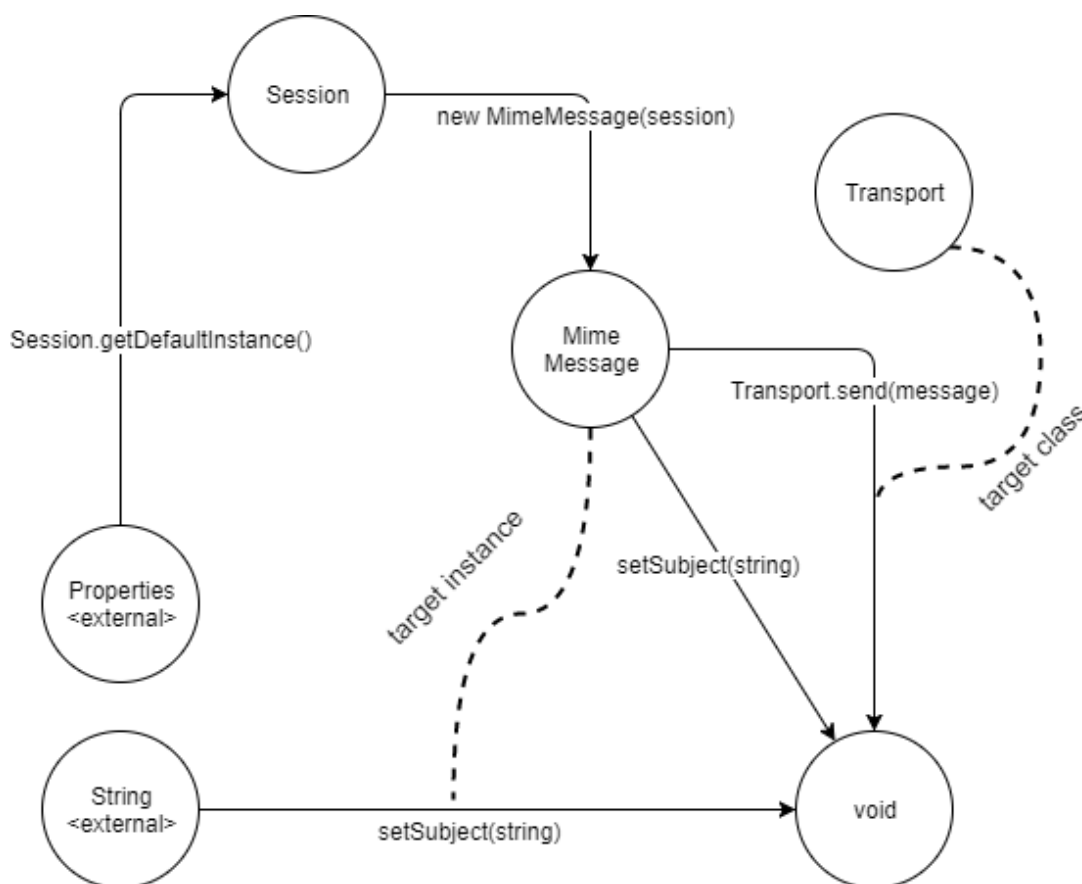 Session
new MimeMessage(session)
Transport
Session.getDefaultInstance()
Mime
Message
Transport.send(message)
target class
target instance
setSubject(string)
Properties
<external>
String
<external>
setSubject(string)
void